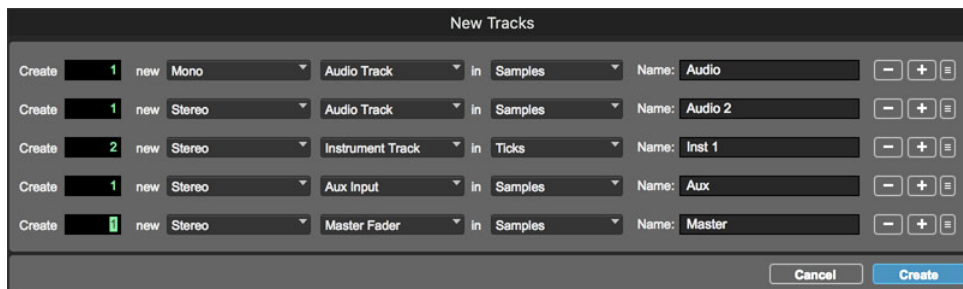 New Tracks
Create 1 new Mono Audio Track in Samples Name: Audio
Create 1 new Stereo Audio Track in Samples Name: Audio 2
Create 2 new Stereo Instrument Track in Ticks Name: Inst 1
Create 1 new Stereo Aux Input in Samples Name: Aux
Create 1 new Stereo Master Fader in Samples Name: Master
Cancel Create